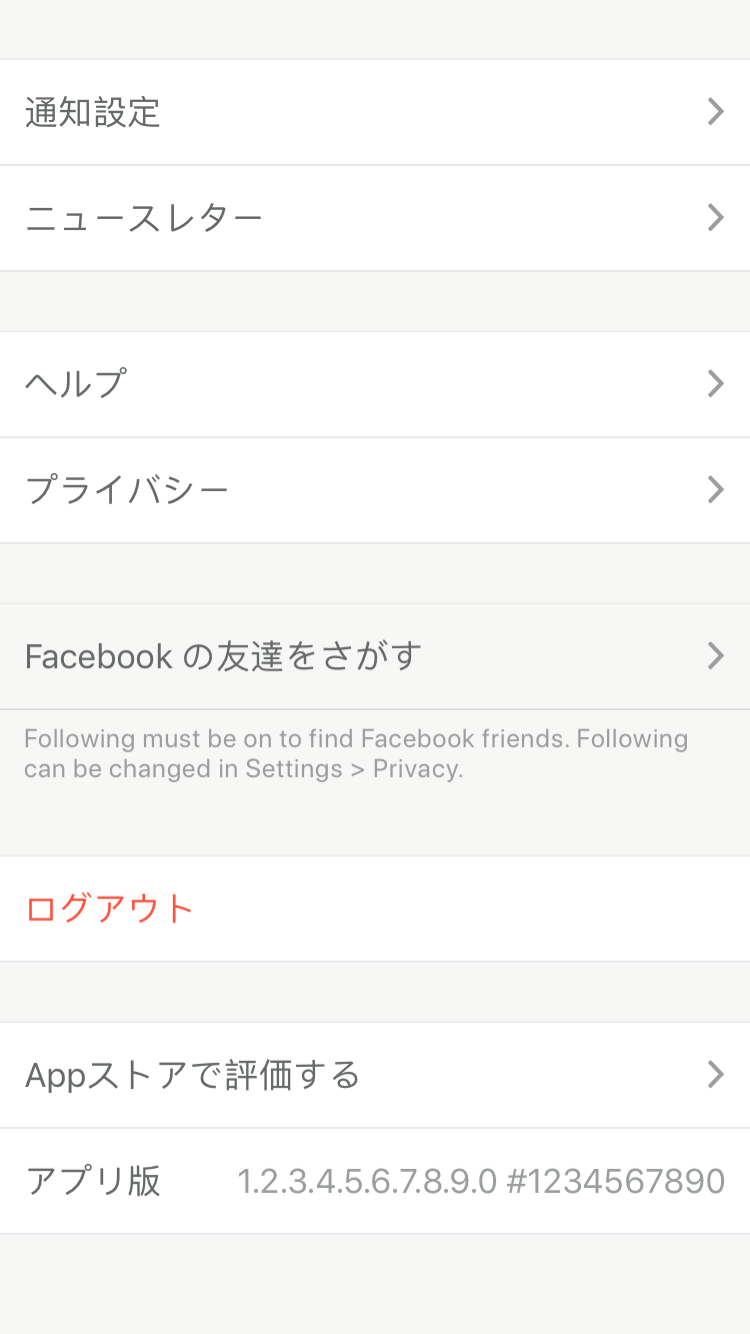 通知設定
ニュースレター
ヘルプ
プライバシー
Facebook の友達をさがす
Following must be on to find Facebook friends. Following
can be changed in Settings > Privacy.
ログアウト
Appストアで評価する
アプリ版 1.2.3.4.5.6.7.8.9.0 #1234567890